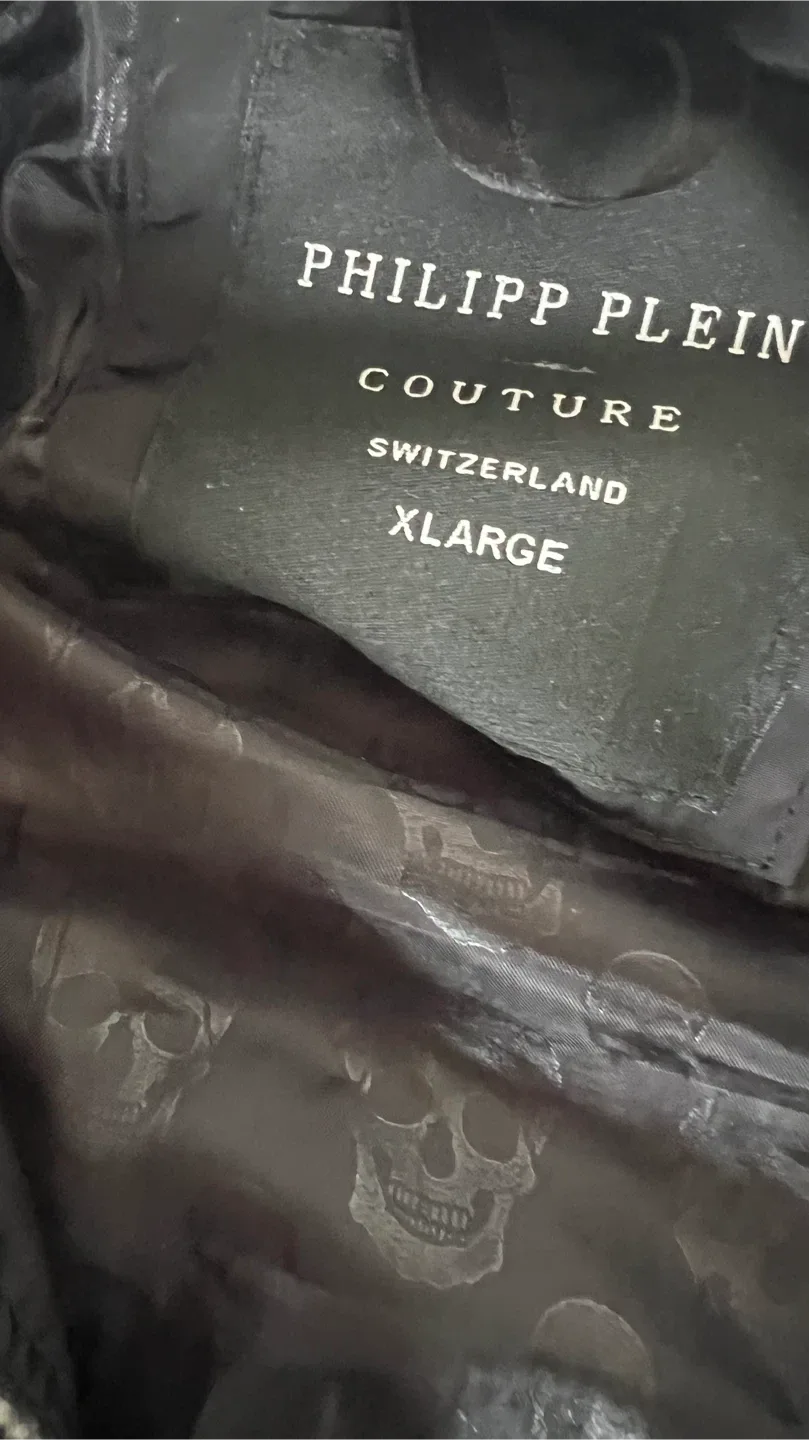 PHILIPP PLEIN
COUTURE
SWITZERLAND
XLARGE